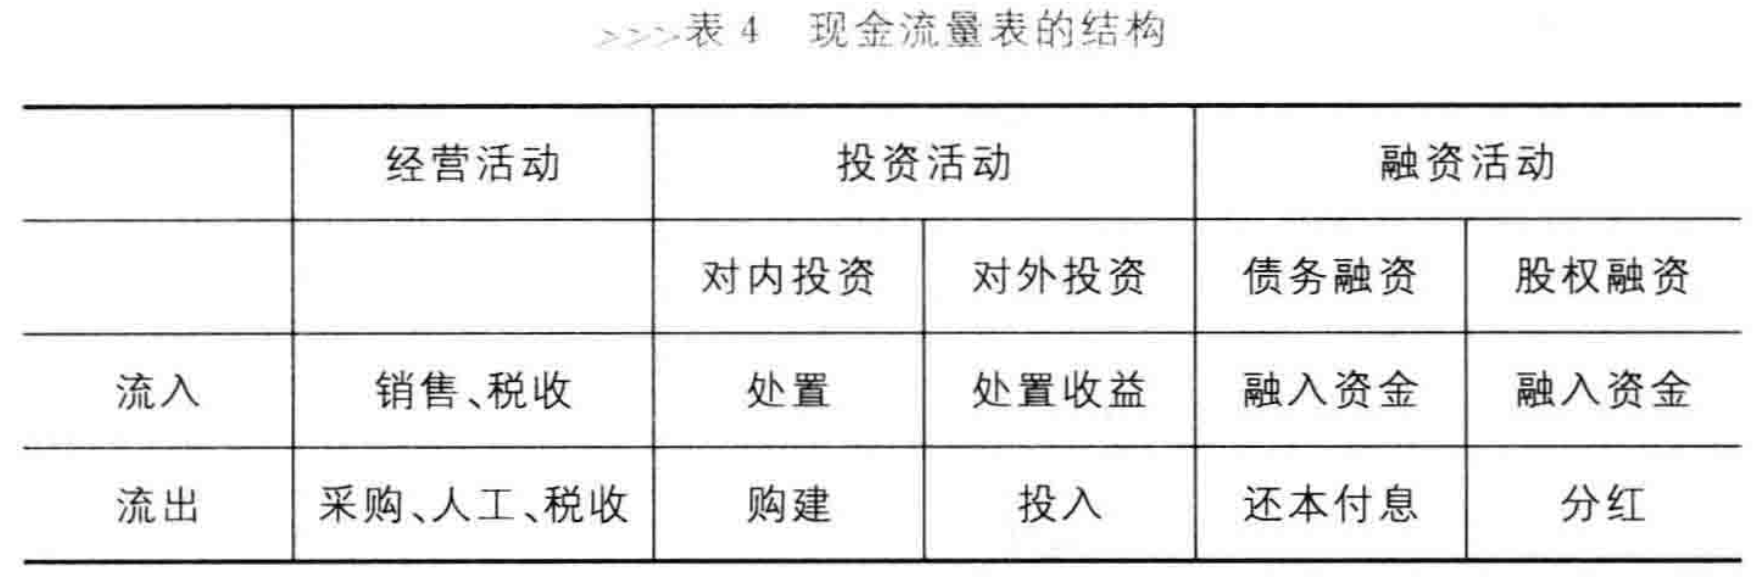 >>>表 4 现金流量表的结构
经营活动 投资活动 融资活动
对内投资 对外投资 债务融资 股权融资
流入 销售、税收 处置 处置收益 融入资金 融入资金
流出 采购、人工、税收 购建 投入 还本付息 分红